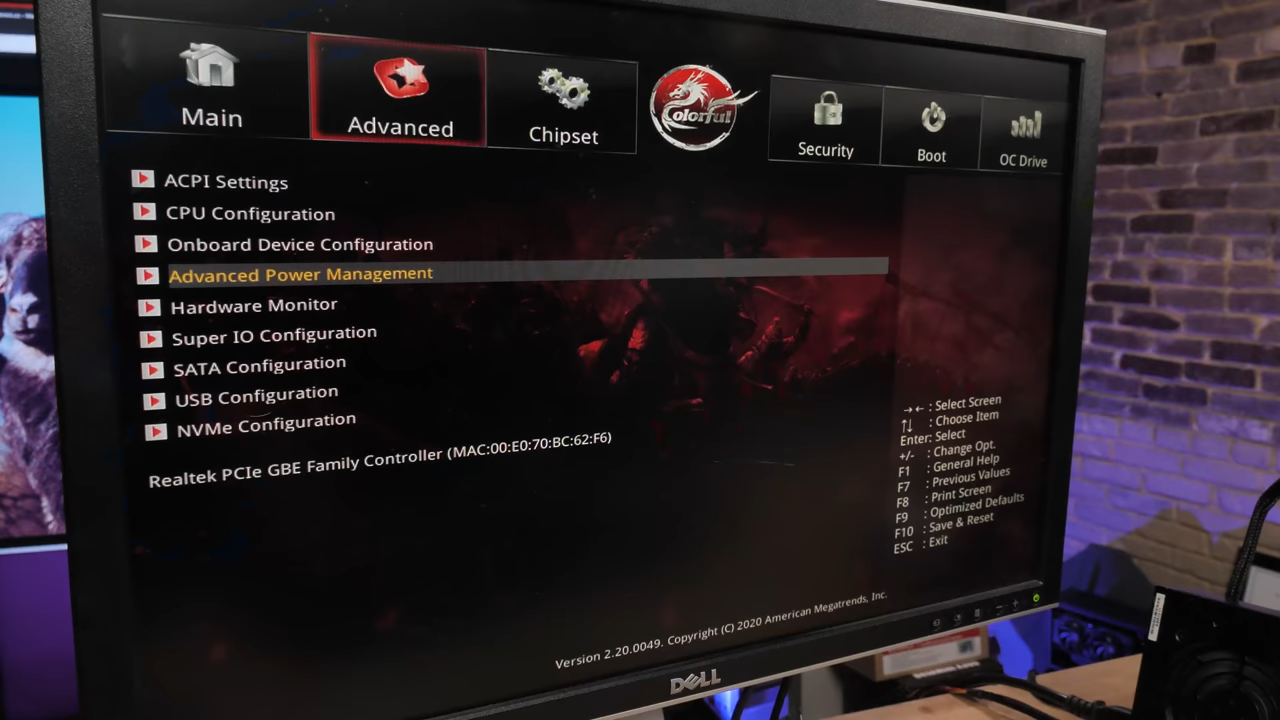 Main
Advanced
Chipset
Colorful
Security
Boot
OC Drive
ACPI Settings
CPU Configuration
Onboard Device Configuration
Advanced Power Management
Hardware Monitor
Super IO Configuration
SATA Configuration
USB Configuration
NVMe Configuration
Realtek PCIe GBE Family Controller (MAC:00:E0:70:BC:62:F6)
→← : Select Screen
↑↓ : Choose Item
Enter: Select
+/- : Change Opt.
F1 : General Help
F7 : Previous Values
F8 : Print Screen
F9 : Optimized Defaults
F10 : Save & Reset
ESC : Exit
Version 2.20.0049. Copyright (C) 2020 American Megatrends, Inc.
DELL